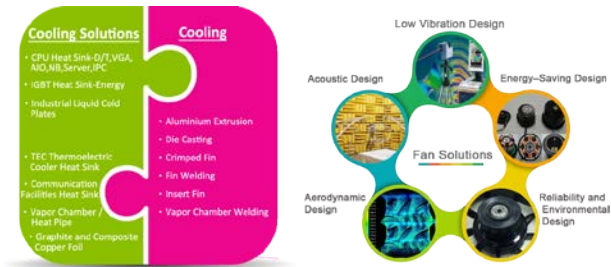 Cooling Solutions
• CPU Heat Sink-D/T,VGA,
AIO,NB,Server,IPC
• IGBT Heat Sink-Energy
• Industrial Liquid Cold
Plates
• TEC Thermoelectric
Cooler Heat Sink
• Communication
Facilities Heat Sink
• Vapor Chamber /
Heat Pipe
• Graphite and Composite
Copper Foil
Cooling
• Aluminium Extrusion
• Die Casting
• Crimped Fin
• Fin Welding
• Insert Fin
• Vapor Chamber Welding
Low Vibration Design
Acoustic Design
Energy–Saving Design
Fan Solutions
Aerodynamic
Design
Reliability and
Environmental
Design